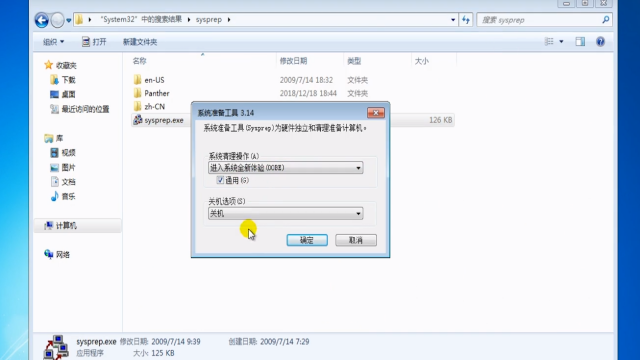 "System32" 中的搜索结果 ▸ sysprep ▸
搜索 sysprep
组织 打开 新建文件夹
名称 修改日期 类型 大小
收藏夹
下载
桌面
最近访问的位置
库
视频
图片
文档
音乐
计算机
网络
en-US 2009/7/14 18:32 文件夹
Panther 2018/12/18 18:44 文件夹
zh-CN
sysprep.exe 126 KB
系统准备工具 3.14
系统准备工具(Sysprep)为硬件独立和清理准备计算机。
系统清理操作(A)
进入系统全新体验(OOBE)
通用(G)
关机选项(S)
关机
确定 取消
sysprep.exe 修改日期: 2009/7/14 9:39 创建日期: 2009/7/14 7:29
应用程序 大小: 125 KB